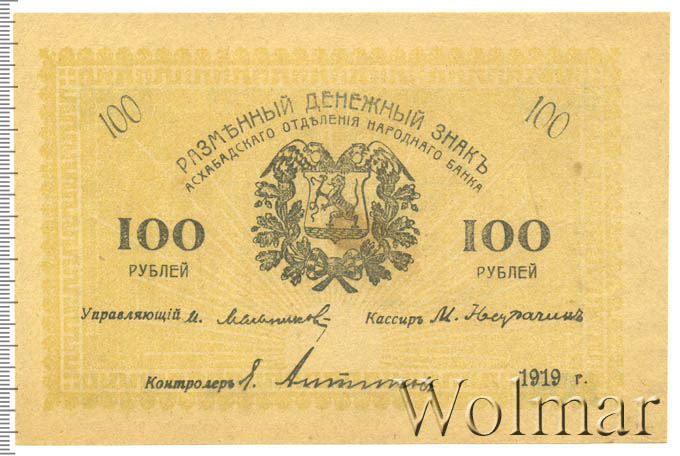 100 100
РАЗМѢННЫЙ ДЕНЕЖНЫЙ ЗНАКЪ
АСХАБАДСКАГО ОТДѢЛЕНІЯ НАРОДНАГО БАНКА
100 100
РУБЛЕЙ РУБЛЕЙ
Управляющій И. Кассиръ М.
Контролеръ 1919 г.
Wolmar